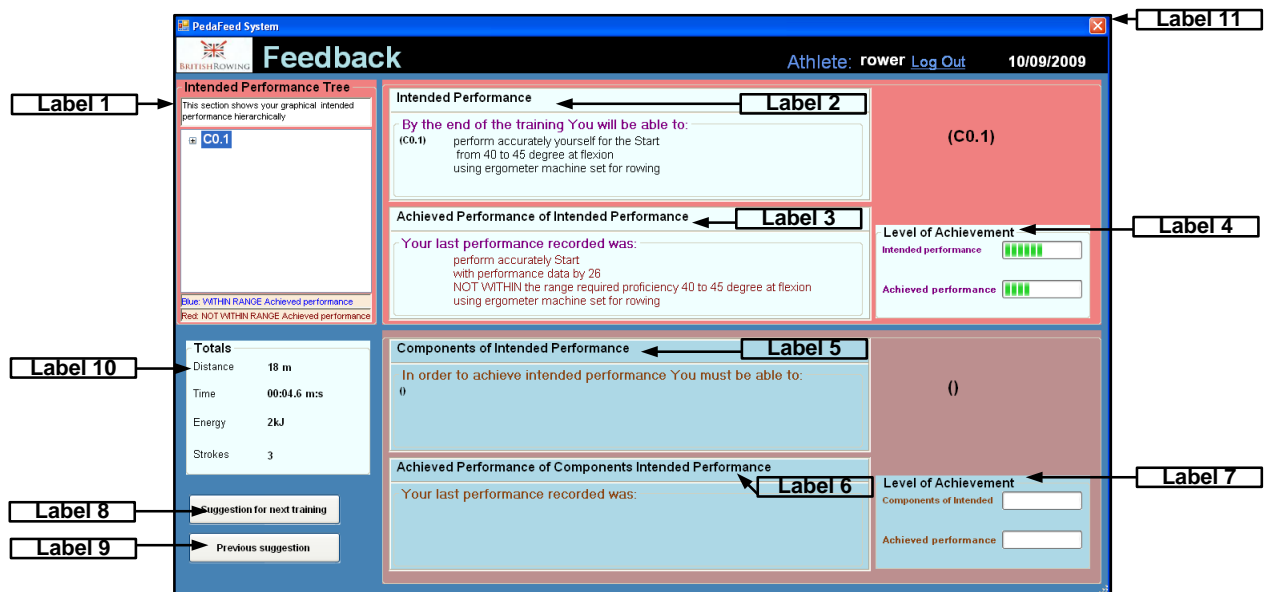 PedaFeed System
Label 11
BRITISHROWING
Feedback
Athlete: rower Log Out 10/09/2009
Intended Performance Tree
Label 1
This section shows your graphical intended
performance hierarchically
C0.1
Blue: WITHIN RANGE Achieved performance
Red: NOT WITHIN RANGE Achieved performance
Intended Performance
Label 2
By the end of the training You will be able to:
(C0.1) perform accurately yourself for the Start
from 40 to 45 degree at flexion
using ergometer machine set for rowing
(C0.1)
Achieved Performance of Intended Performance
Label 3
Your last performance recorded was:
perform accurately Start
with performance data by 26
NOT WITHIN the range required proficiency 40 to 45 degree at flexion
using ergometer machine set for rowing
Level of Achievement
Label 4
Intended performance
Achieved performance
Totals
Label 10
Distance 18 m
Time 00:04.6 m:s
Energy 2kJ
Strokes 3
Components of Intended Performance
Label 5
In order to achieve intended performance You must be able to:
()
()
Achieved Performance of Components Intended Performance
Label 6
Your last performance recorded was:
Level of Achievement
Label 7
Components of Intended
Achieved performance
Label 8
Suggestion for next training
Label 9
Previous suggestion